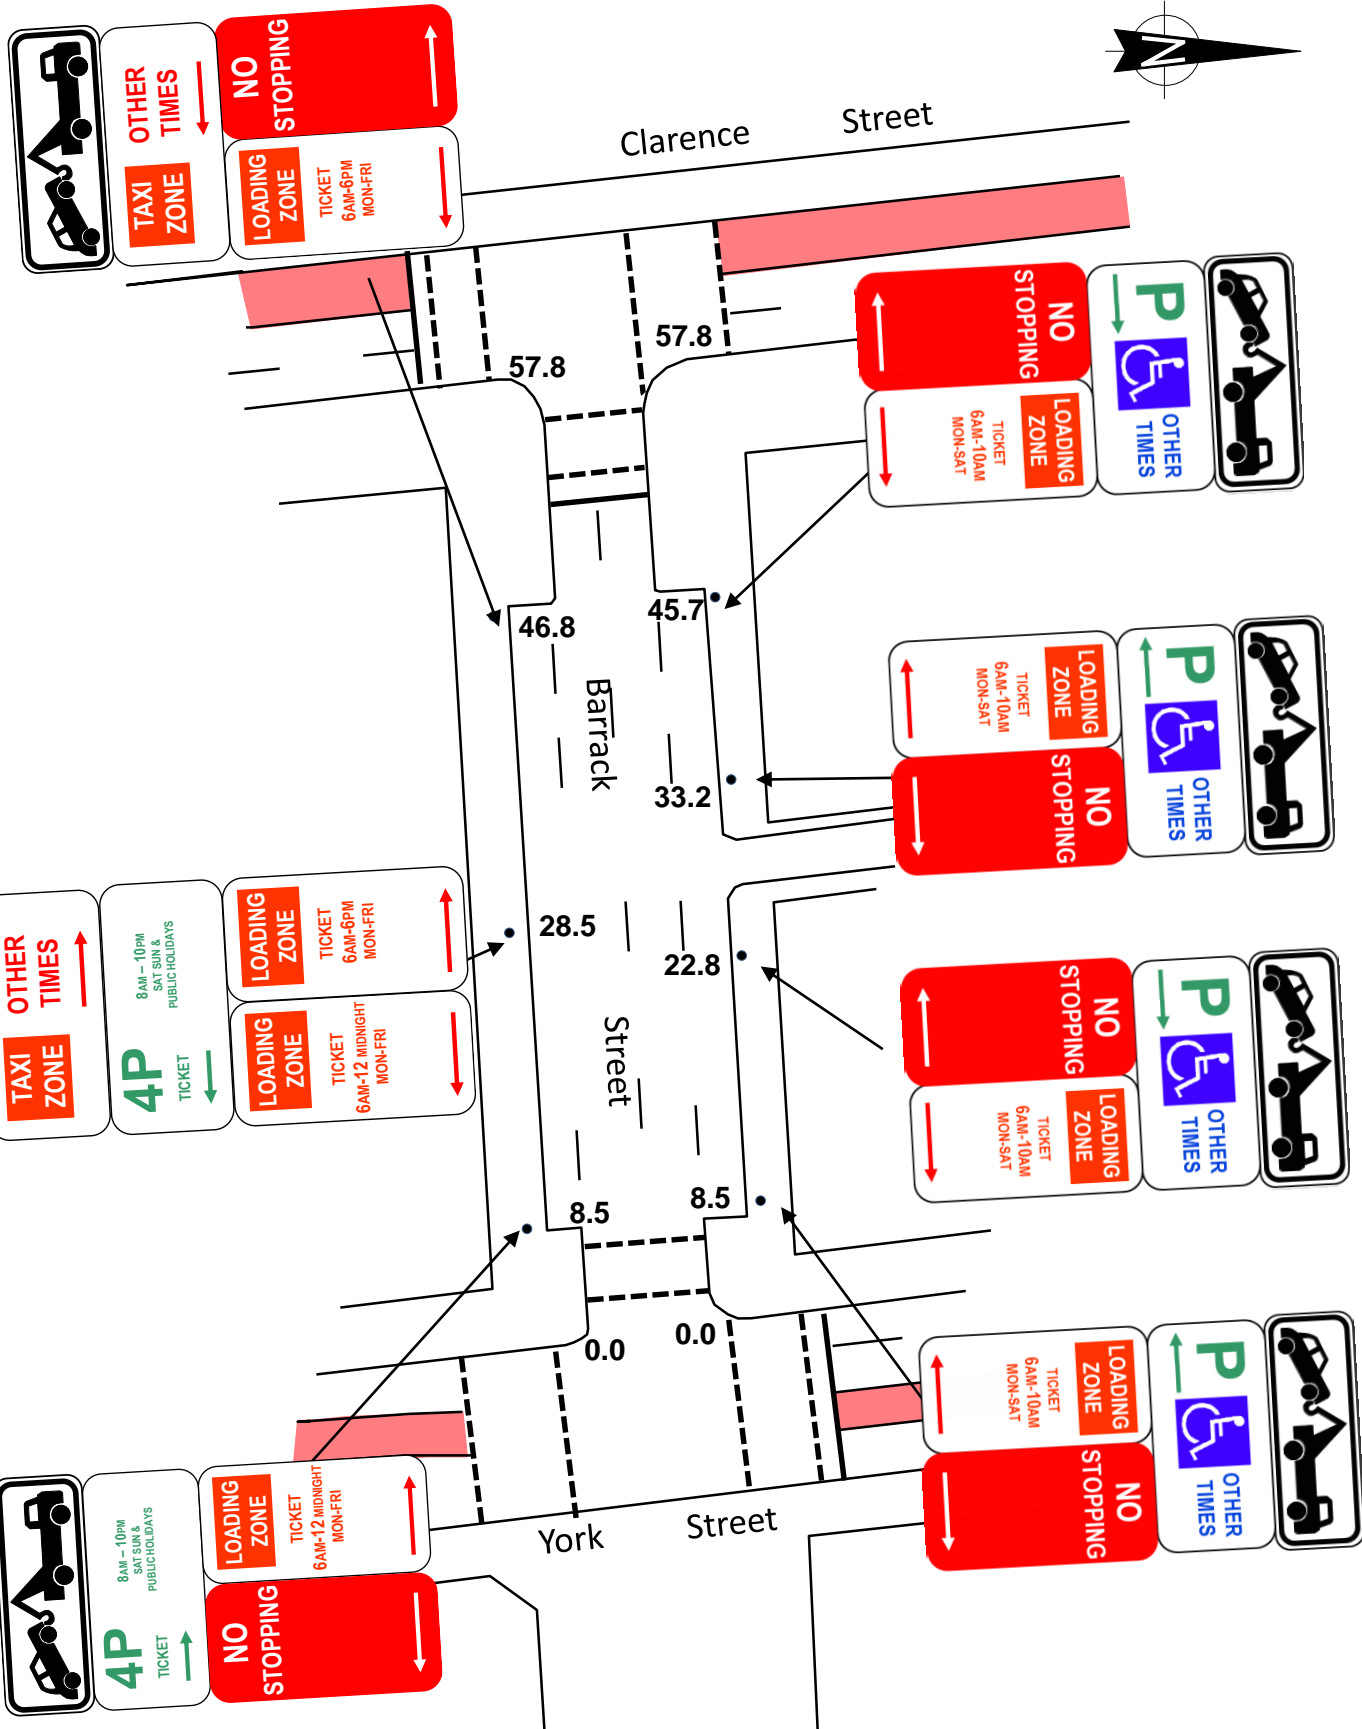 NO
STOPPING
OTHER
TIMES
TAXI
ZONE
LOADING
ZONE
TICKET
6AM-6PM
MON-FRI
Clarence Street
N
57.8
57.8
NO
STOPPING
P
LOADING
ZONE
TICKET
6AM-10AM
MON-SAT
OTHER
TIMES
46.8
45.7
Barrack
33.2
LOADING
ZONE
TICKET
6AM-10AM
MON-SAT
P
NO
STOPPING
OTHER
TIMES
OTHER
TIMES
TAXI
ZONE
8AM – 10PM
SAT SUN &
PUBLIC HOLIDAYS
4P
TICKET
LOADING
ZONE
TICKET
6AM-6PM
MON-FRI
LOADING
ZONE
TICKET
6AM-12 MIDNIGHT
MON-FRI
28.5
22.8
Street
NO
STOPPING
P
LOADING
ZONE
TICKET
6AM-10AM
MON-SAT
OTHER
TIMES
8.5
8.5
0.0
0.0
LOADING
ZONE
TICKET
6AM-10AM
MON-SAT
P
NO
STOPPING
OTHER
TIMES
8AM – 10PM
SAT SUN &
PUBLIC HOLIDAYS
4P
TICKET
LOADING
ZONE
TICKET
6AM-12 MIDNIGHT
MON-FRI
NO
STOPPING
York Street